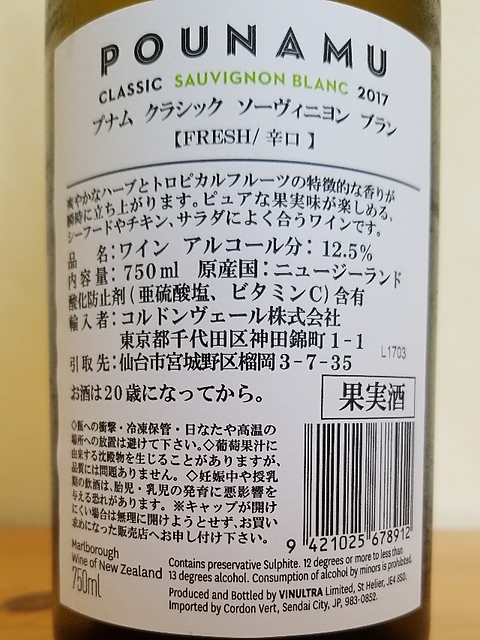 POUNAMU
CLASSIC SAUVIGNON BLANC 2017
プナム クラシック ソーヴィニヨン ブラン
【FRESH/ 辛口 】
爽やかなハーブとトロピカルフルーツの特徴的な香りが
瞬時に立ち上がります。ピュアな果実味が楽しめる、
シーフードやチキン、サラダによく合うワインです。
品 名：ワイン アルコール分：12.5%
内容量：750ml 原産国：ニュージーランド
酸化防止剤(亜硫酸塩、ビタミンC)含有
輸入者：コルドンヴェール株式会社
東京都千代田区神田錦町1-1
L1703
引取先：仙台市宮城野区榴岡3-7-35
お酒は20歳になってから。
果実酒
◇瓶への衝撃・冷凍保管・日なたや高温の
場所への放置は避けて下さい。◇葡萄果汁に
由来する沈殿物を生じることがありますが、
品質には問題ありません。◇妊娠中や授乳
期の飲酒は、胎児・乳児の発育に悪影響を
与える恐れがあります。※キャップが開け
にくい場合は無理に開けようとせず、お買い
求めになった販売店へお申し付け下さい。
9 421025 678912
Marlborough
Wine of New Zealand
750ml
Contains preservative Sulphite. 12 degrees or more to less than
13 degrees alcohol. Consumption of alcohol by minors is prohibited.
Produced and Bottled by VINULTRA Limited, St Helier, JE4 8SD.
Imported by Cordon Vert, Sendai City, JP, 983-0852.